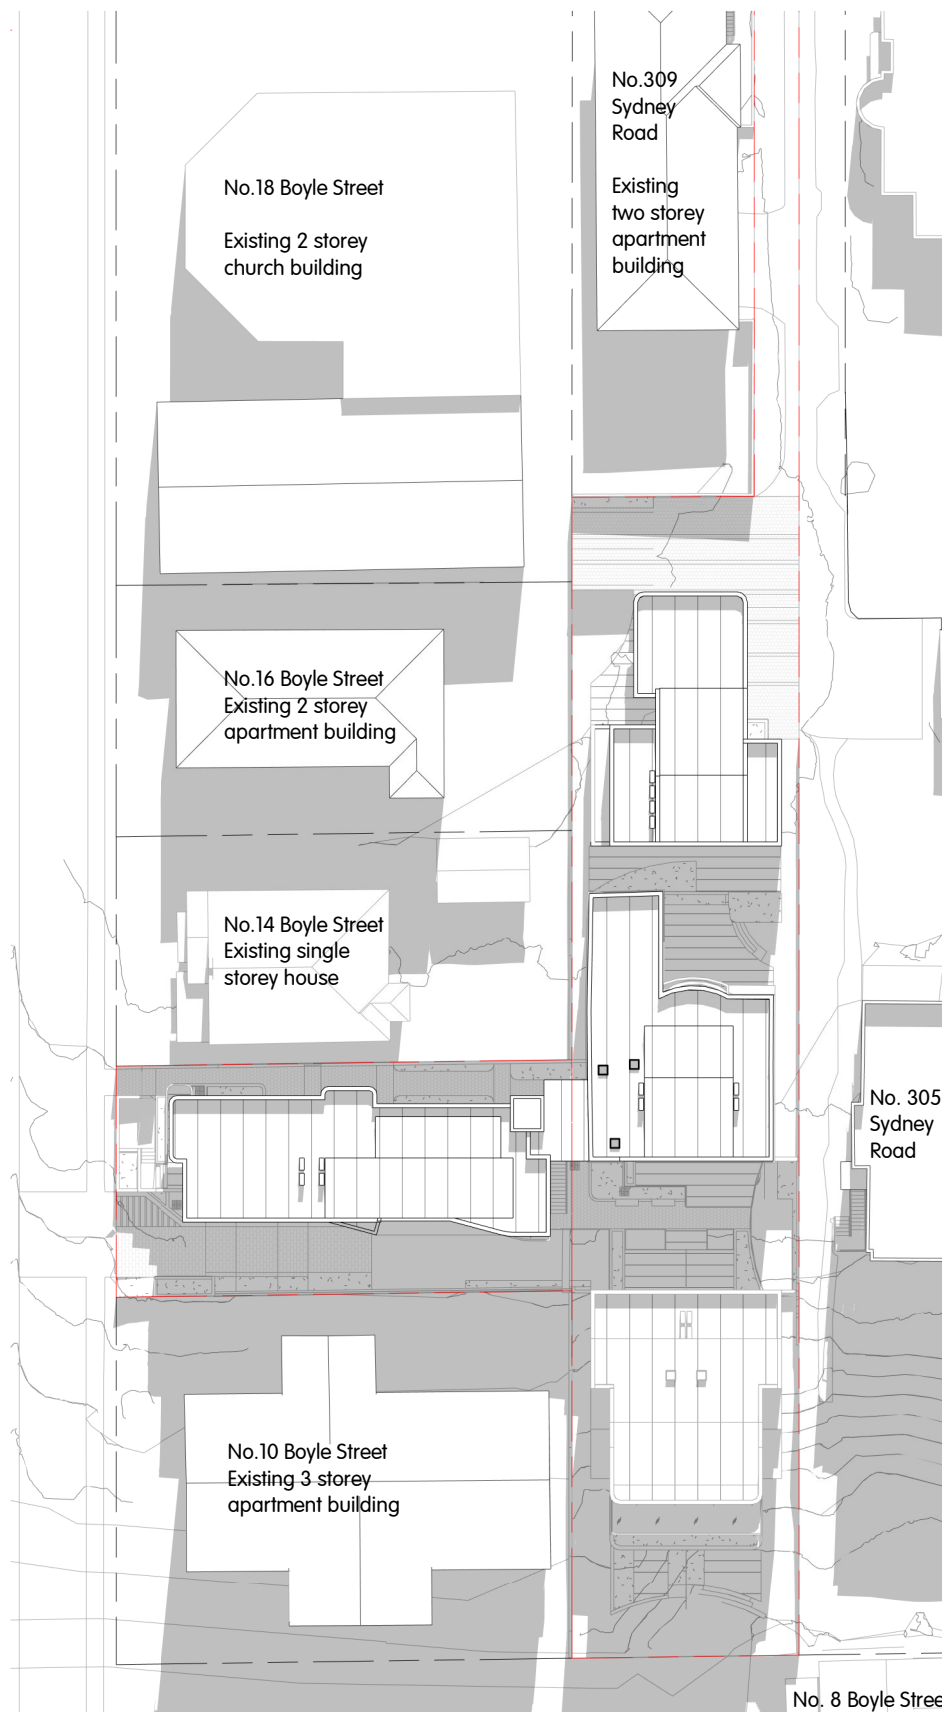 No.309
Sydney
Road
Existing
two storey
apartment
building
No.18 Boyle Street
Existing 2 storey
church building
No.16 Boyle Street
Existing 2 storey
apartment building
No.14 Boyle Street
Existing single
storey house
No. 305
Sydney
Road
No.10 Boyle Street
Existing 3 storey
apartment building
No. 8 Boyle Stree